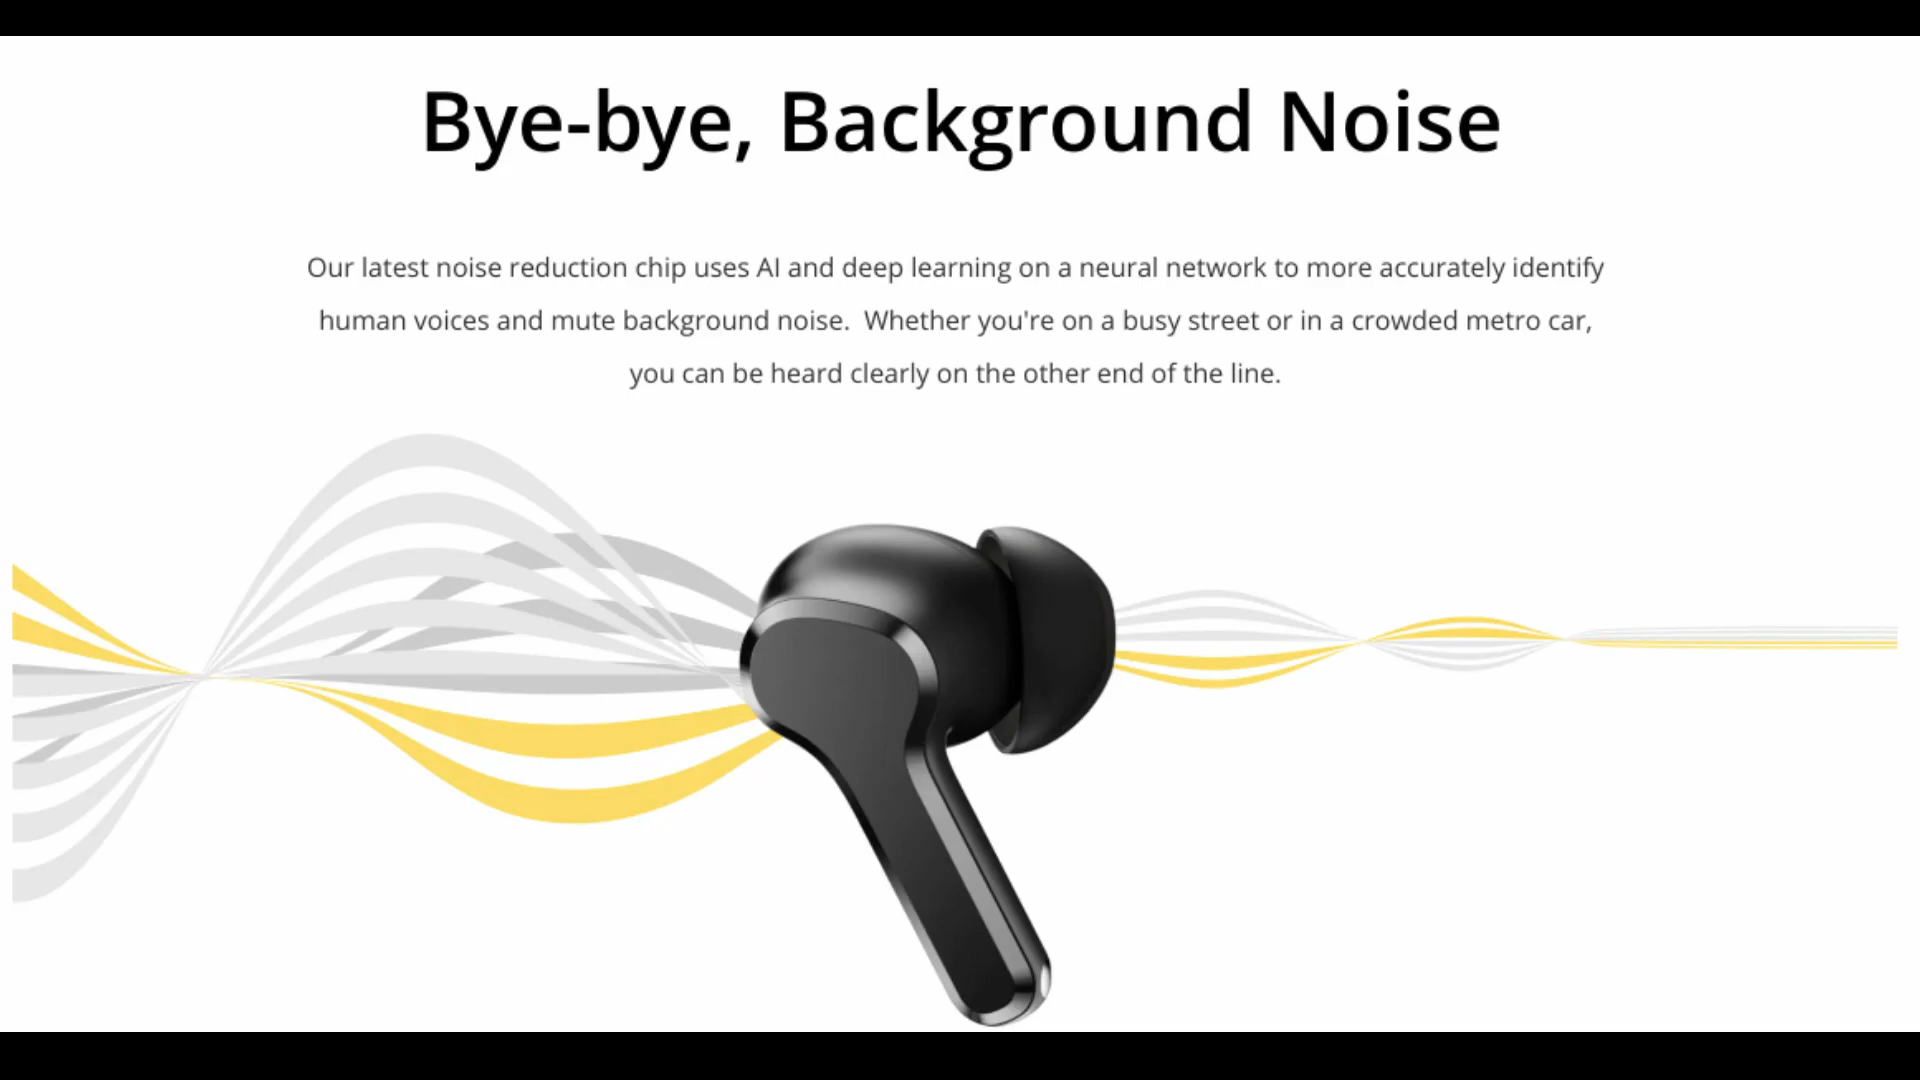 Bye-bye, Background Noise
Our latest noise reduction chip uses AI and deep learning on a neural network to more accurately identify
human voices and mute background noise.  Whether you're on a busy street or in a crowded metro car,
you can be heard clearly on the other end of the line.